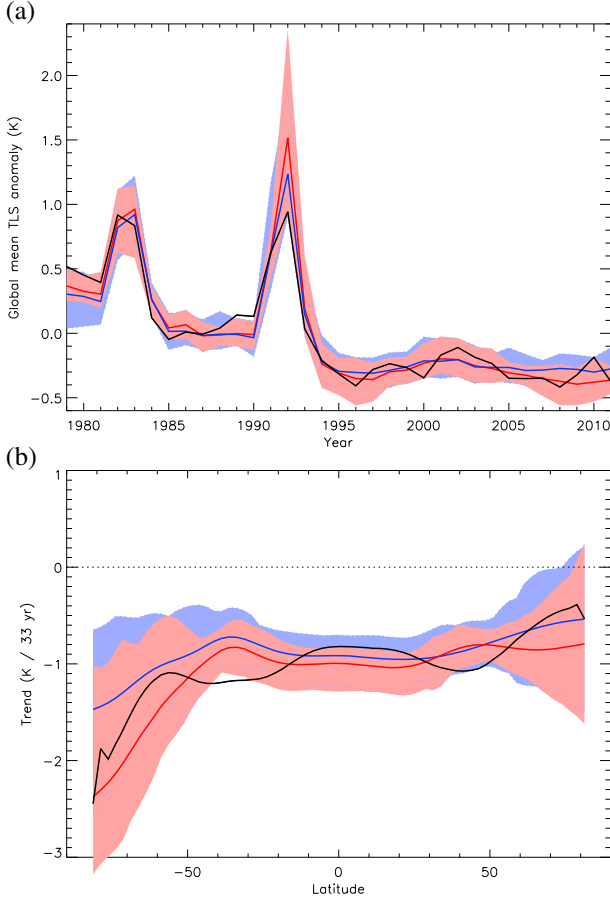 (a)
2.0
1.5
1.0
0.5
0.0
−0.5
Global mean TLS anomaly (K)
1980 1985 1990 1995 2000 2005 2010
Year
(b)
1
0
−1
−2
−3
Trend (K / 33 yr)
−50 0 50
Latitude